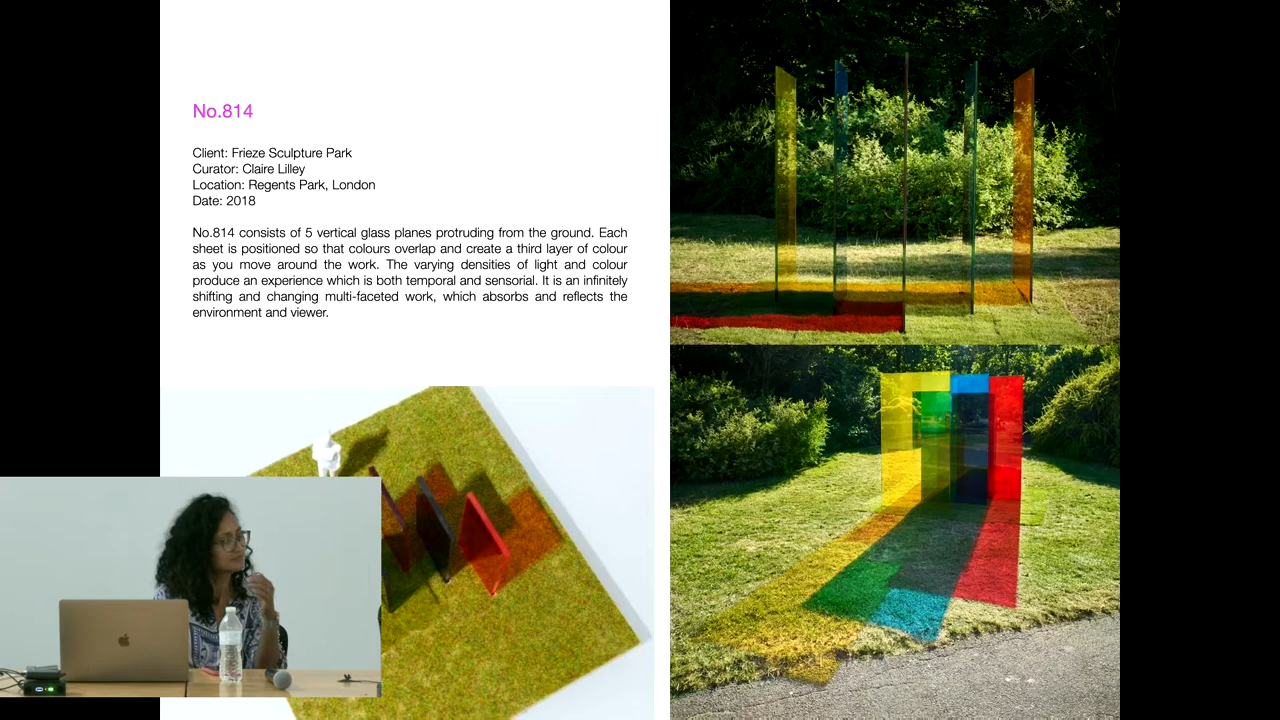 No.814
Client: Frieze Sculpture Park
Curator: Claire Lilley
Location: Regents Park, London
Date: 2018
No.814 consists of 5 vertical glass planes protruding from the ground. Each
sheet is positioned so that colours overlap and create a third layer of colour
as you move around the work. The varying densities of light and colour
produce an experience which is both temporal and sensorial. It is an infinitely
shifting and changing multi-faceted work, which absorbs and reflects the
environment and viewer.